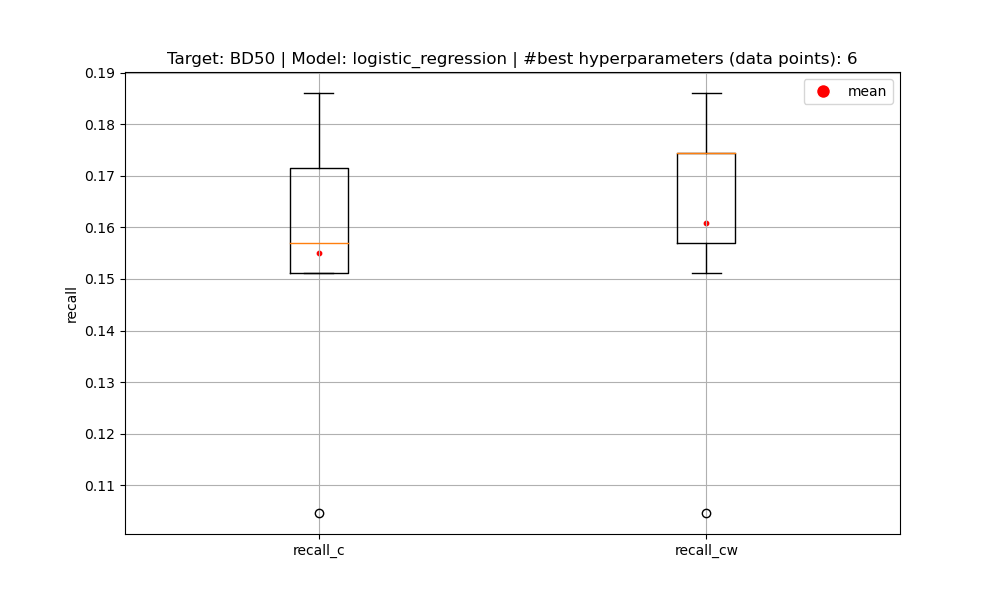 Target: BD50 | Model: logistic_regression | #best hyperparameters (data points): 6
mean
0.19
0.18
0.17
0.16
0.15
0.14
0.13
0.12
0.11
recall
recall_c
recall_cw